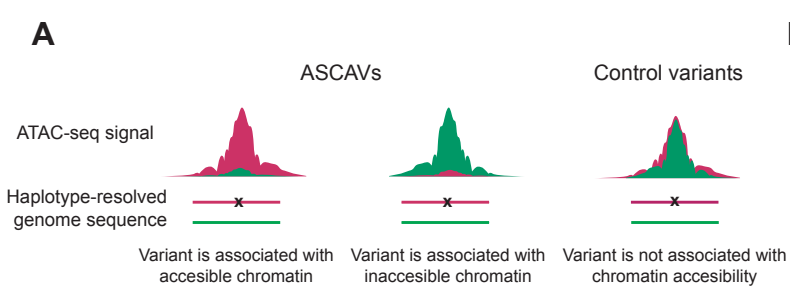 A
ASCAVs
Control variants
ATAC-seq signal
Haplotype-resolved
genome sequence
x
x
x
Variant is associated with
accesible chromatin
Variant is associated with
inaccesible chromatin
Variant is not associated with
chromatin accesibility